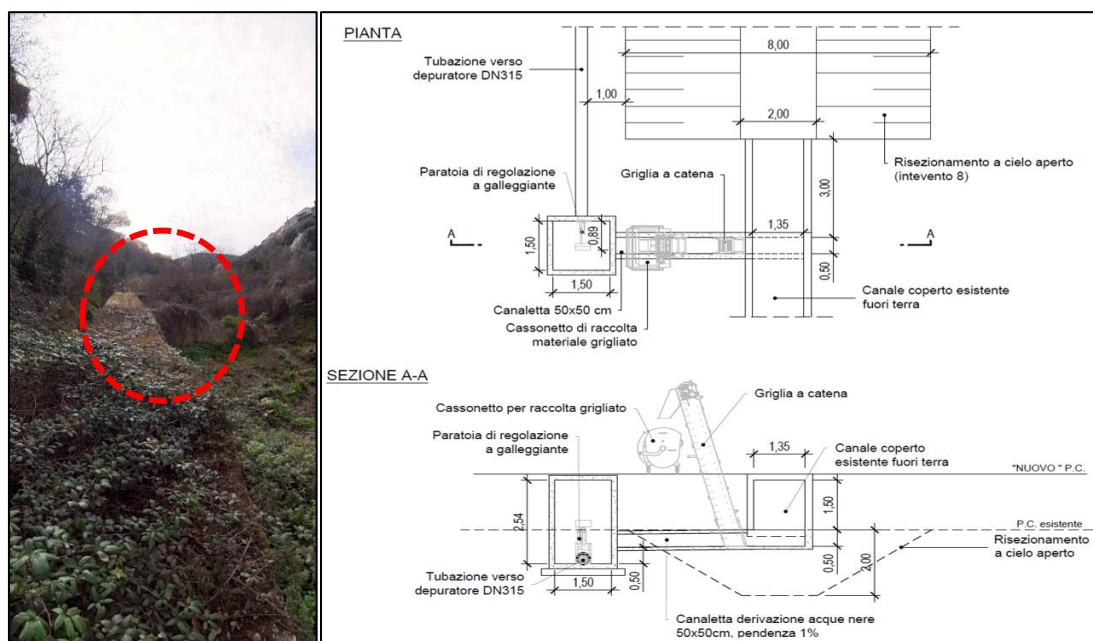 PIANTA
Tubazione verso
depuratore DN315
8,00
1,00
2,00
Risezionamento a cielo aperto
(intevento 8)
Paratoia di regolazione
a galleggiante
Griglia a catena
3,00
A
1,50
0,89
1,35
A
0,50
1,50
Canaletta 50x50 cm
Cassonetto di raccolta
materiale grigliato
Canale coperto esistente
fuori terra
SEZIONE A-A
Cassonetto per raccolta grigliato
Griglia a catena
Paratoia di regolazione
a galleggiante
1,35
Canale coperto
esistente fuori terra
"NUOVO" P.C.
2,54
1,50
P.C. esistente
Risezionamento
a cielo aperto
2,00
0,50
0,50
Tubazione verso
depuratore DN315
1,50
Canaletta derivazione acque nere
50x50cm, pendenza 1%